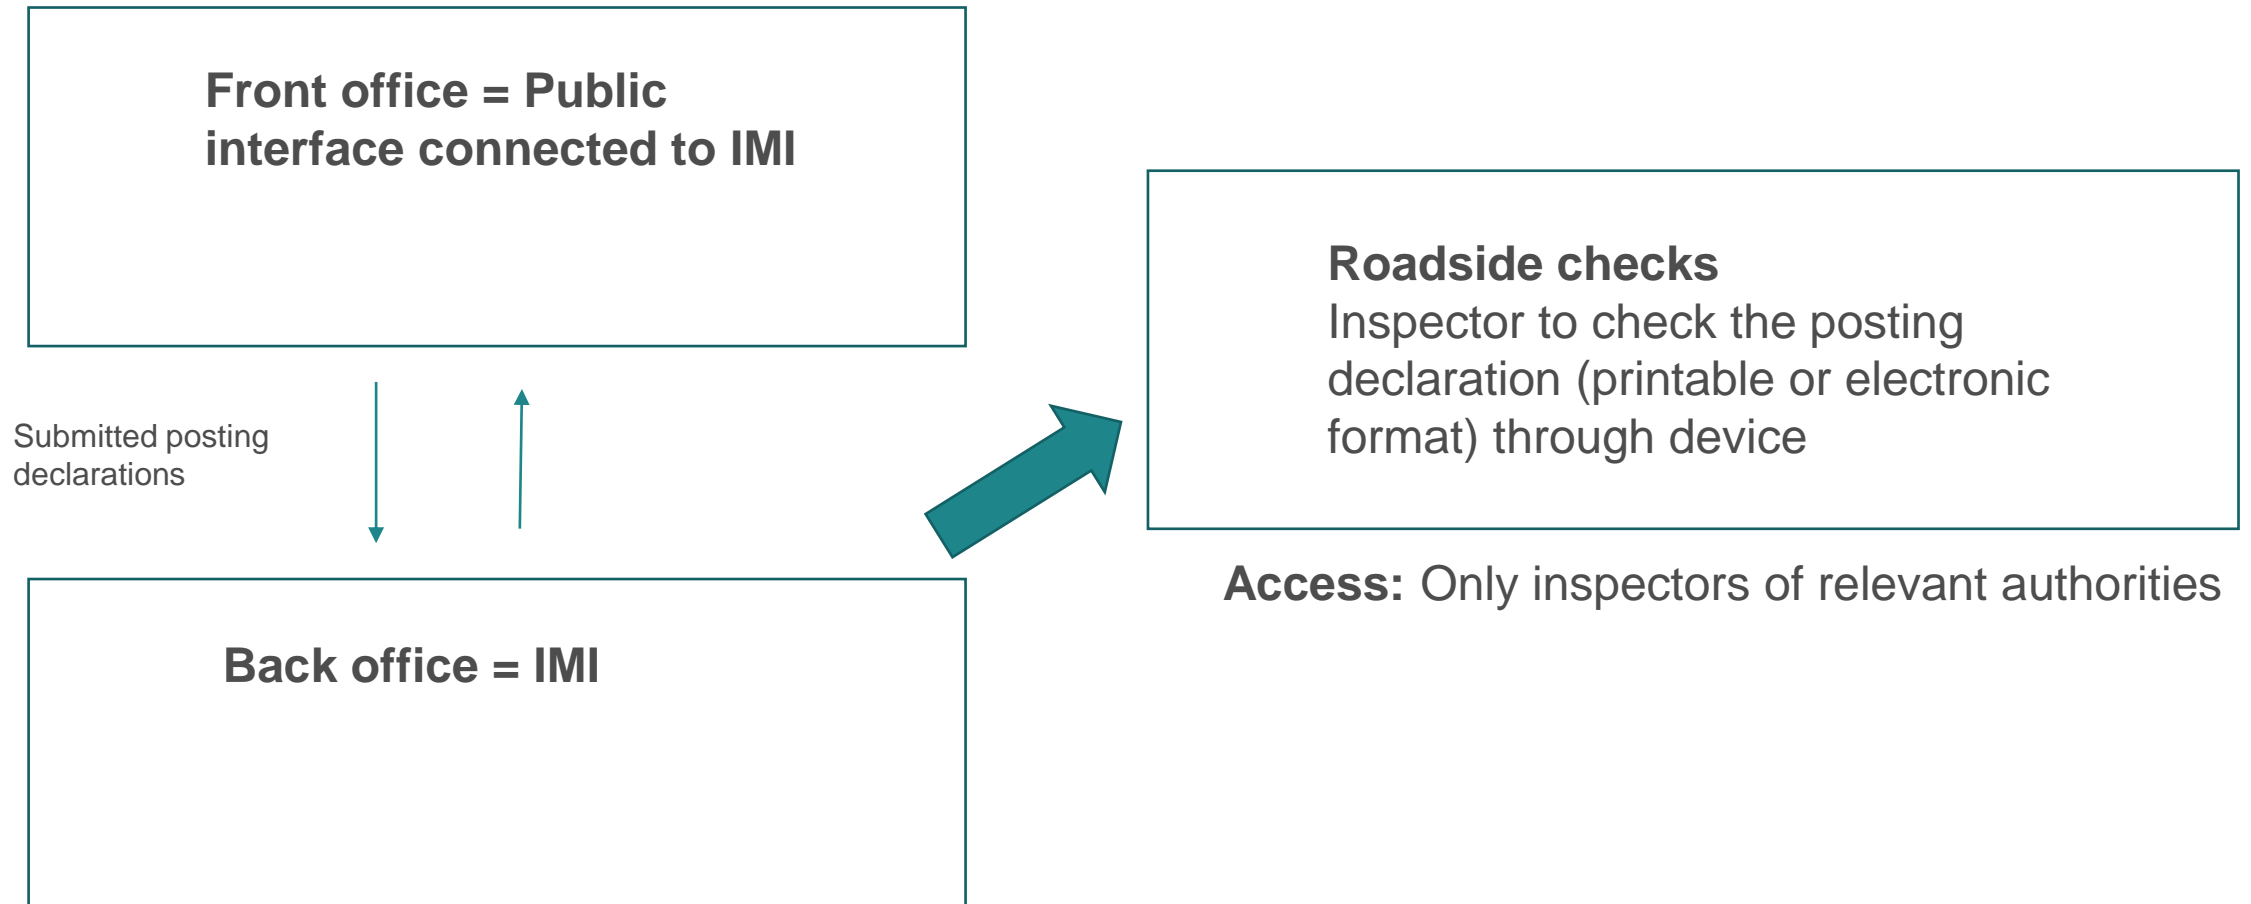 Front office = Public
interface connected to IMI
Submitted posting
declarations
Back office = IMI
Roadside checks
Inspector to check the posting
declaration (printable or electronic
format) through device
Access: Only inspectors of relevant authorities